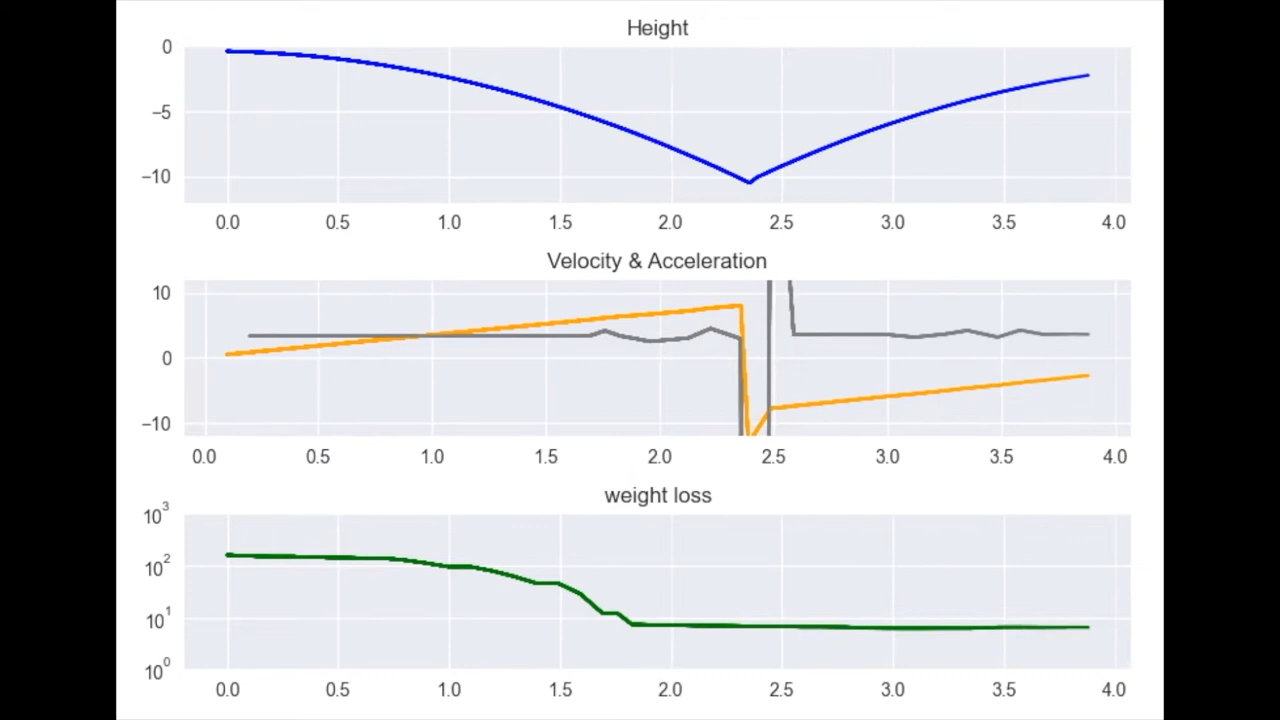 Height
0
−5
−10
0.0 0.5 1.0 1.5 2.0 2.5 3.0 3.5 4.0
Velocity & Acceleration
10
0
−10
0.0 0.5 1.0 1.5 2.0 2.5 3.0 3.5 4.0
weight loss
10³
10²
10¹
10⁰
0.0 0.5 1.0 1.5 2.0 2.5 3.0 3.5 4.0